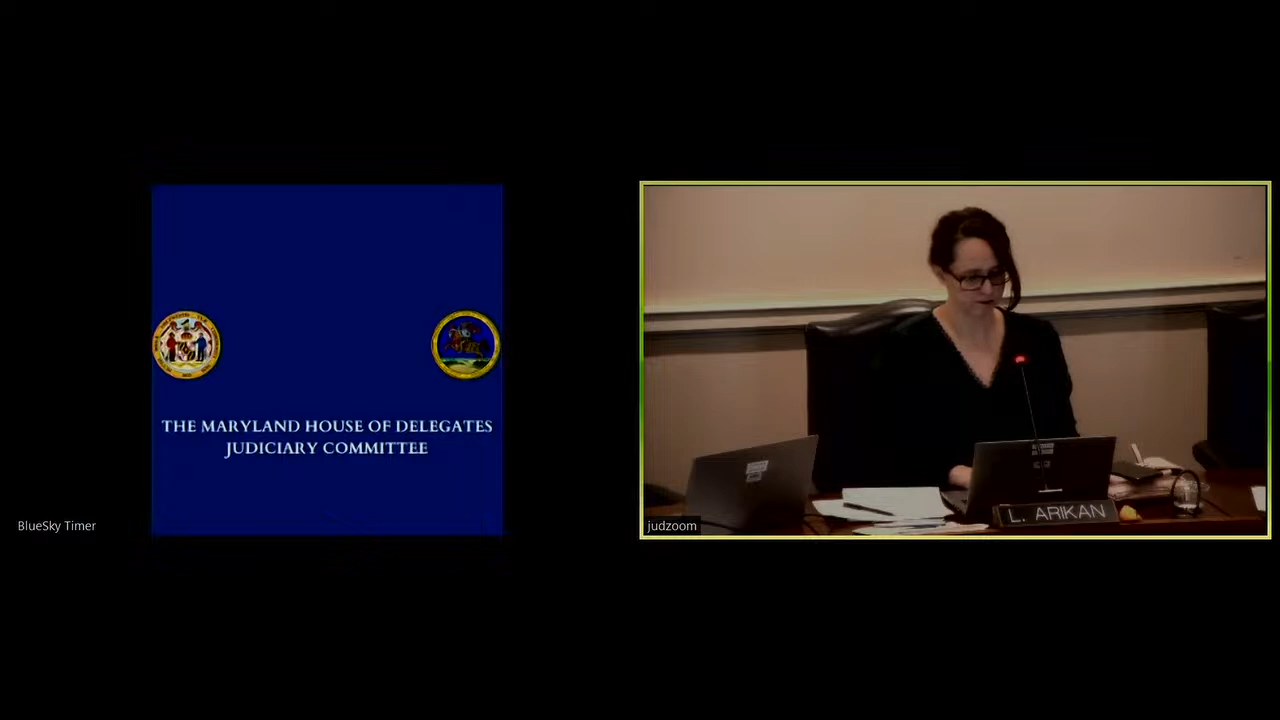 THE MARYLAND HOUSE OF DELEGATES
JUDICIARY COMMITTEE
BlueSky Timer
judzoom
L. ARIKAN